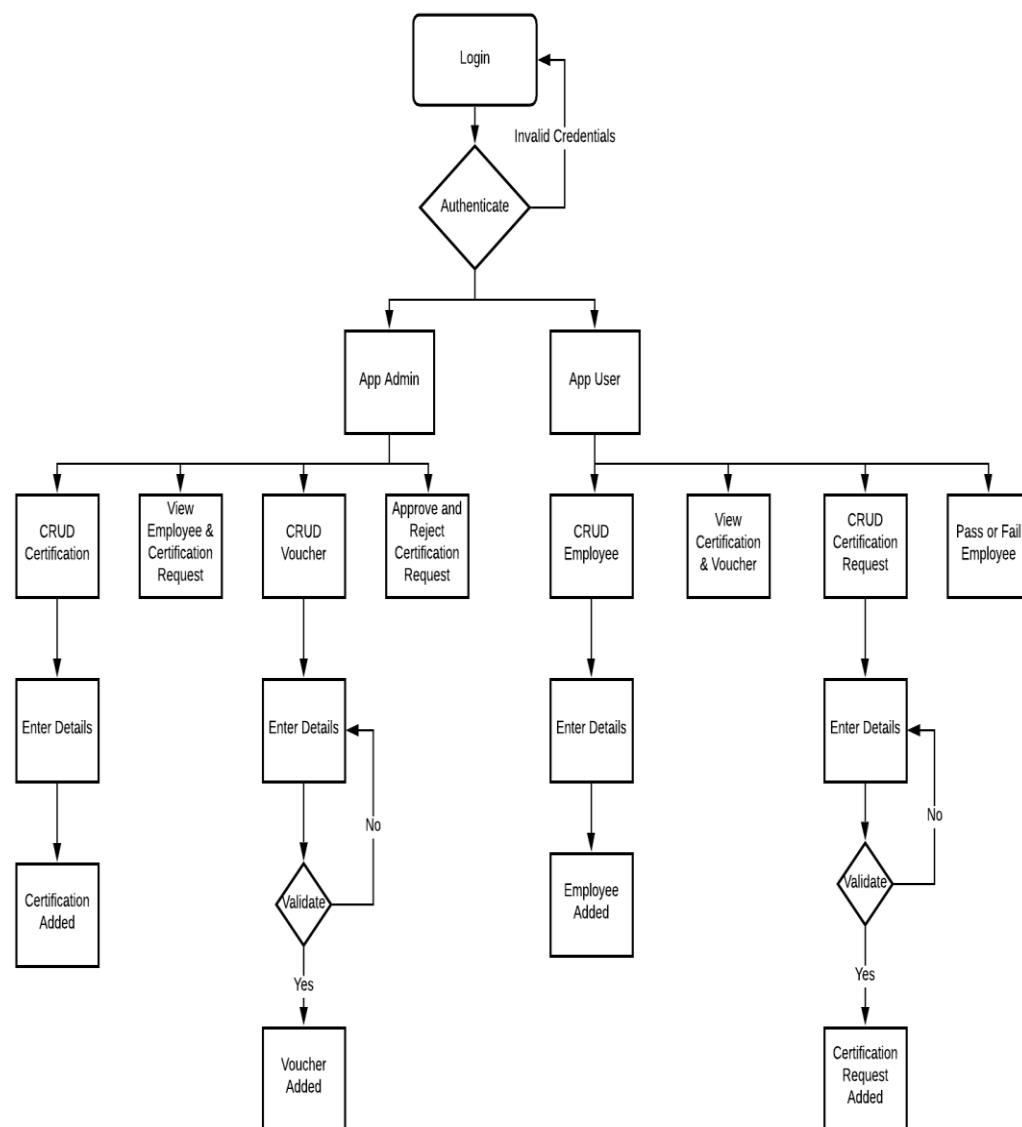 Login
Invalid Credentials
Authenticate
App Admin
App User
CRUD
Certification
View
Employee &
Certification
Request
CRUD
Voucher
Approve and
Reject
Certification
Request
CRUD
Employee
View
Certification
& Voucher
CRUD
Certification
Request
Pass or Fail
Employee
Enter Details
Enter Details
Enter Details
Enter Details
No
No
Certification
Added
Validate
Employee
Added
Validate
Yes
Yes
Voucher
Added
Certification
Request
Added